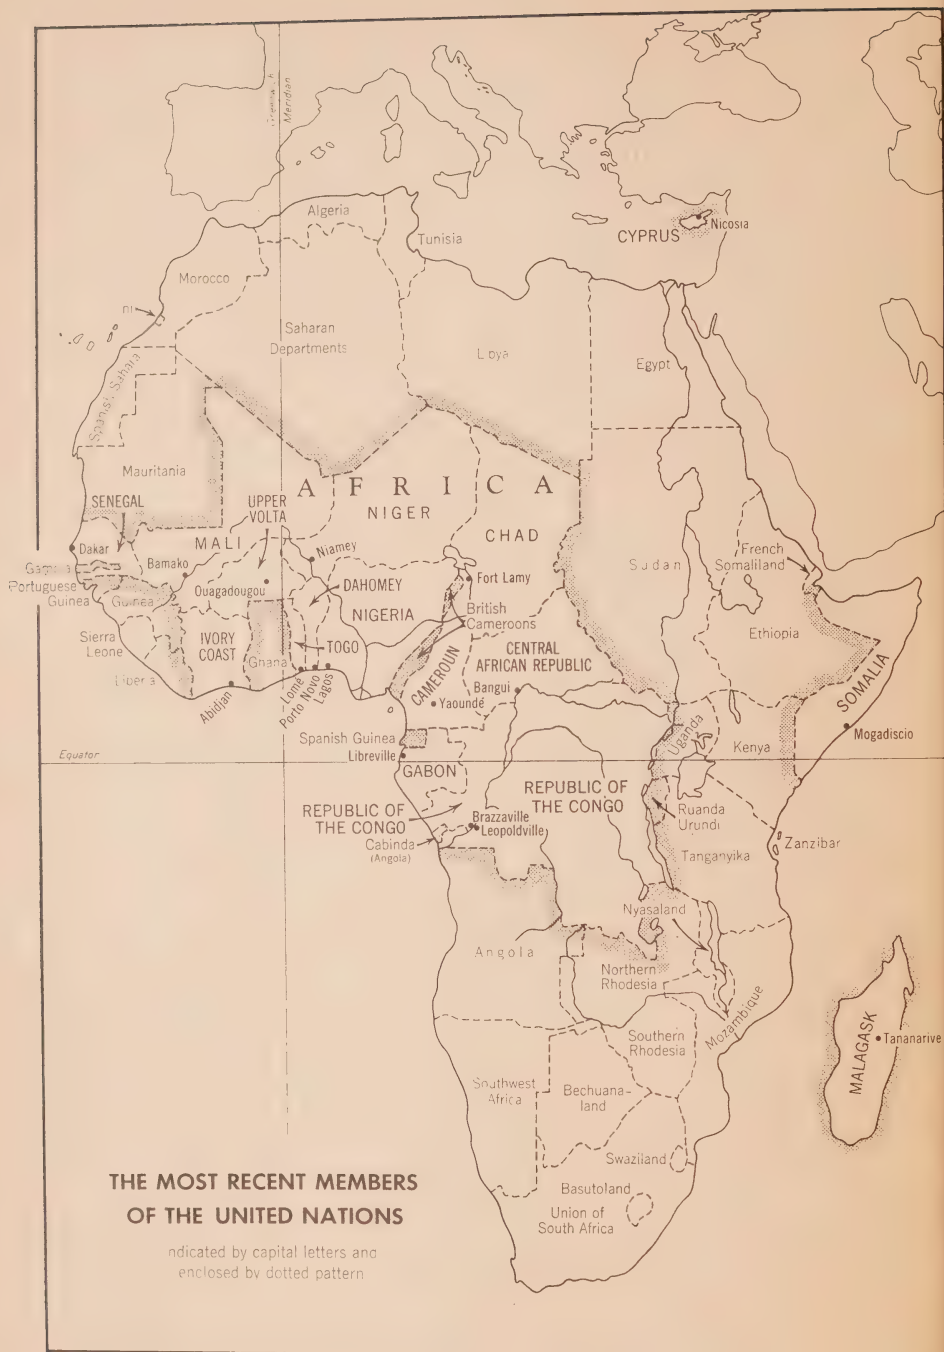 Greenwich
Meridian
Algeria
Tunisia
CYPRUS
Nicosia
Morocco
Saharan
Departments
Libya
Egypt
Spanish Sahara
Mauritania
AFRICA
SENEGAL
UPPER
VOLTA
NIGER
CHAD
MALI
Dakar
Bamako
Niamey
Sudan
French
Somaliland
Gambia
Portuguese
Guinea
Guinea
Ouagadougou
DAHOMEY
Fort Lamy
NIGERIA
British
Cameroons
Ethiopia
Sierra
Leone
IVORY
COAST
Ghana
TOGO
CENTRAL
AFRICAN REPUBLIC
Liberia
Abidjan
Lomé
Porto Novo
Lagos
CAMEROUN
Bangui
Yaoundé
SOMALIA
Mogadiscio
Spanish Guinea
Uganda
Kenya
Equator
Libreville
GABON
REPUBLIC OF
THE CONGO
REPUBLIC OF
THE CONGO
Brazzaville
Leopoldville
Ruanda
Urundi
Cabinda
(Angola)
Tanganyika
Zanzibar
Nyasaland
Angola
Northern
Rhodesia
Mozambique
Southern
Rhodesia
MALAGASK
Tananarive
Southwest
Africa
Bechuana-
land
Swaziland
Basutoland
Union of
South Africa
THE MOST RECENT MEMBERS
OF THE UNITED NATIONS
ndicated by capital letters and
enclosed by dotted pattern